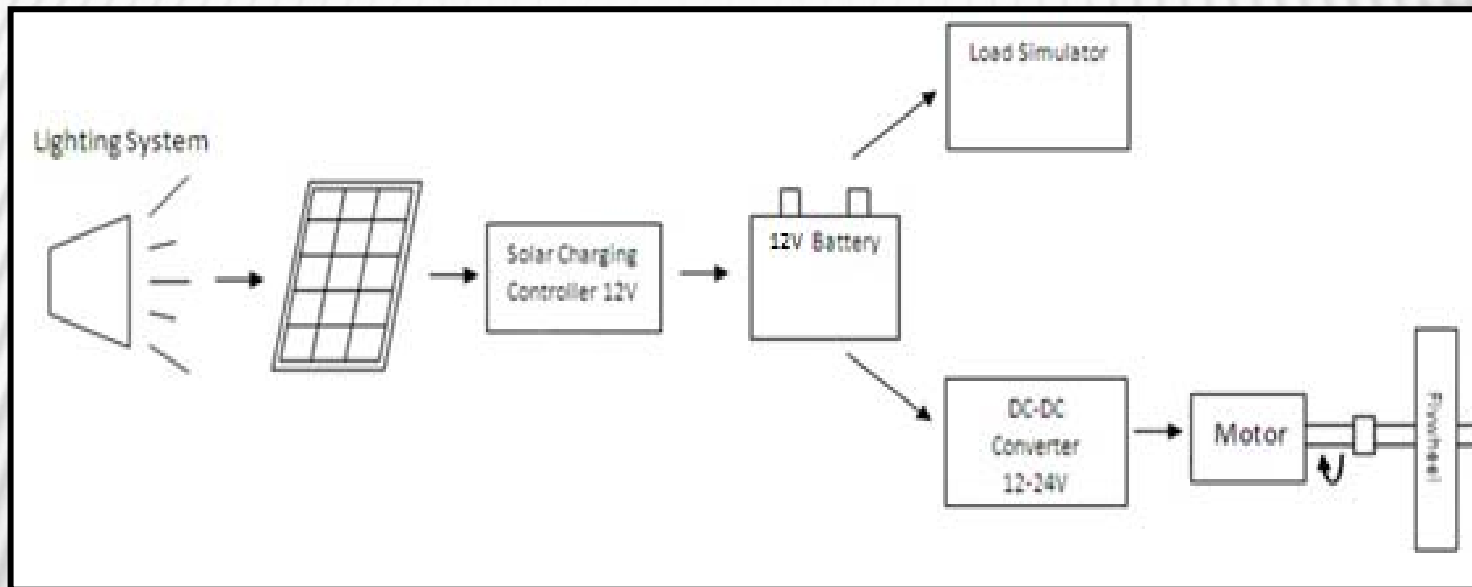 Lighting System
Solar Charging
Controller 12V
12V Battery
Load Simulator
DC-DC
Converter
12-24V
Motor
Flywheel